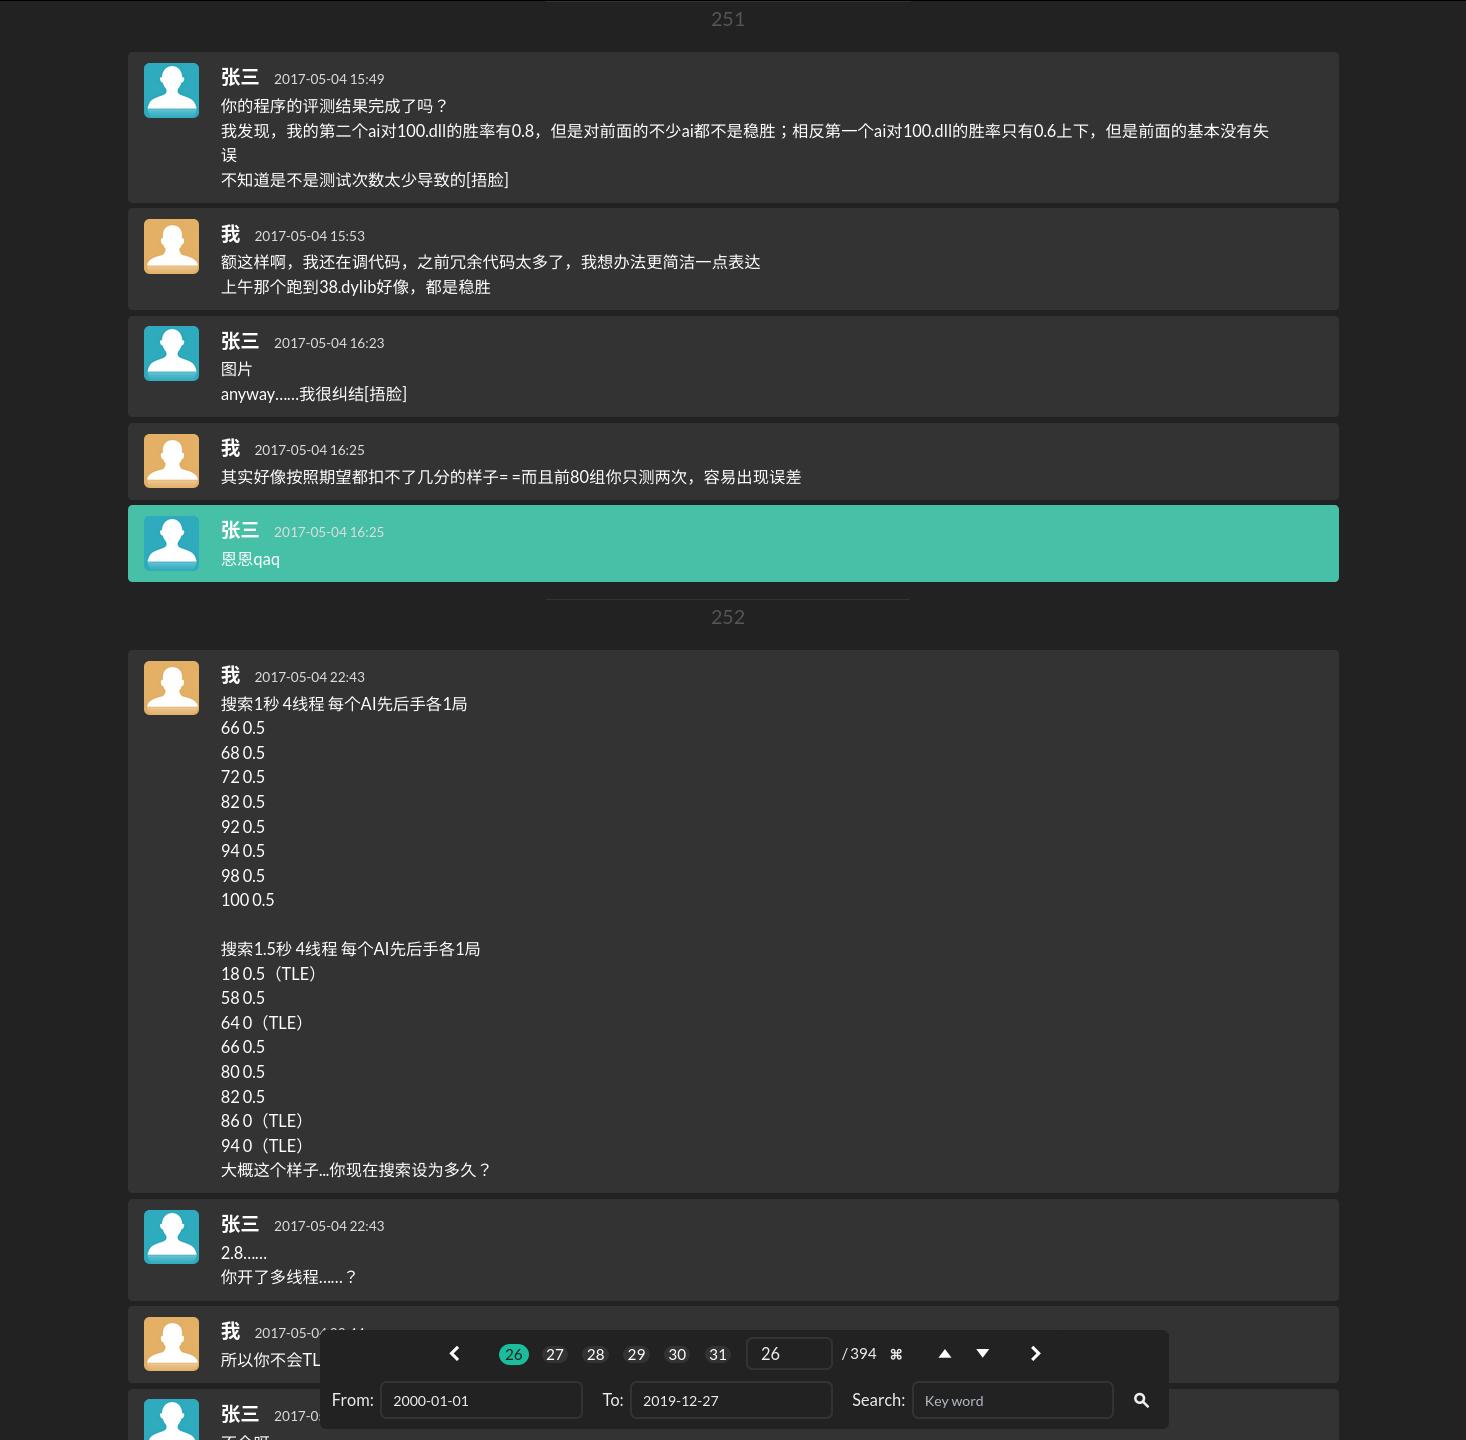 251
张三 2017-05-04 15:49
你的程序的评测结果完成了吗？
我发现，我的第二个ai对100.dll的胜率有0.8，但是对前面的不少ai都不是稳胜；相反第一个ai对100.dll的胜率只有0.6上下，但是前面的基本没有失
误
不知道是不是测试次数太少导致的[捂脸]
我 2017-05-04 15:53
额这样啊，我还在调代码，之前冗余代码太多了，我想办法更简洁一点表达
上午那个跑到38.dylib好像，都是稳胜
张三 2017-05-04 16:23
图片
anyway……我很纠结[捂脸]
我 2017-05-04 16:25
其实好像按照期望都扣不了几分的样子= =而且前80组你只测两次，容易出现误差
张三 2017-05-04 16:25
恩恩qaq
252
我 2017-05-04 22:43
搜索1秒 4线程 每个AI先后手各1局
66 0.5
68 0.5
72 0.5
82 0.5
92 0.5
94 0.5
98 0.5
100 0.5
搜索1.5秒 4线程 每个AI先后手各1局
18 0.5（TLE）
58 0.5
64 0（TLE）
66 0.5
80 0.5
82 0.5
86 0（TLE）
94 0（TLE）
大概这个样子...你现在搜索设为多久？
张三 2017-05-04 22:43
2.8……
你开了多线程……？
我 2017-05-04
所以你不会TL
张三 2017-0
26 27 28 29 30 31 26 / 394 ⌘
From: 2000-01-01 To: 2019-12-27 Search: Key word